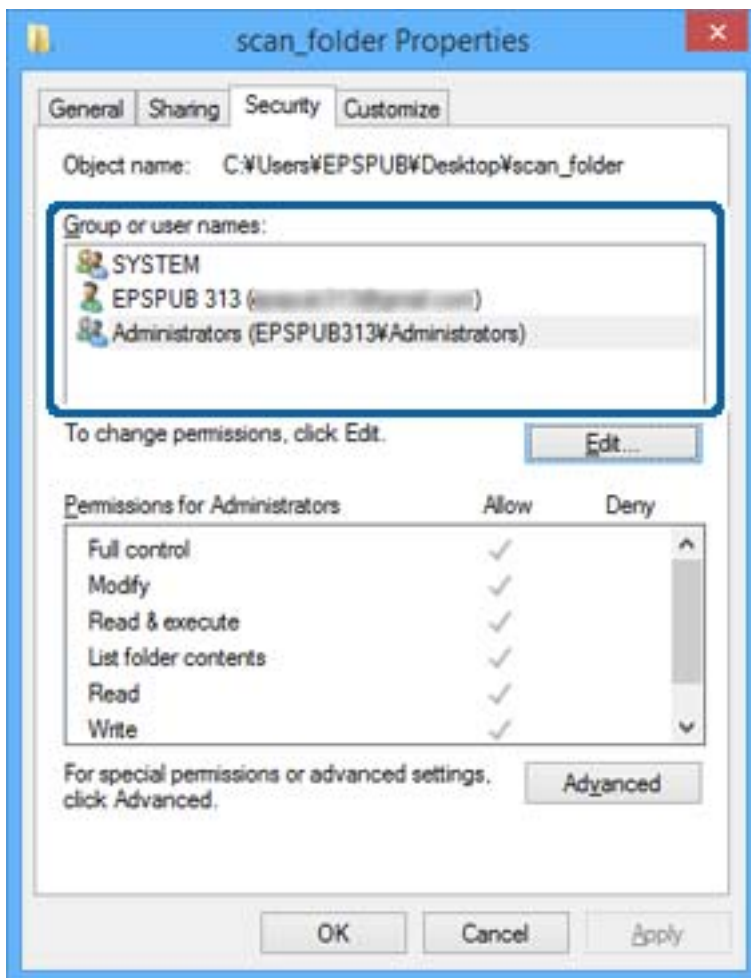 scan_folder Properties
General Sharing Security Customize
Object name: C:¥Users¥EPSPUB¥Desktop¥scan_folder
Group or user names:
SYSTEM
EPSPUB 313 ( )
Administrators (EPSPUB313¥Administrators)
To change permissions, click Edit.
Edit...
Permissions for Administrators Allow Deny
Full control
Modify
Read & execute
List folder contents
Read
Write
For special permissions or advanced settings,
click Advanced.
Advanced
OK Cancel Apply